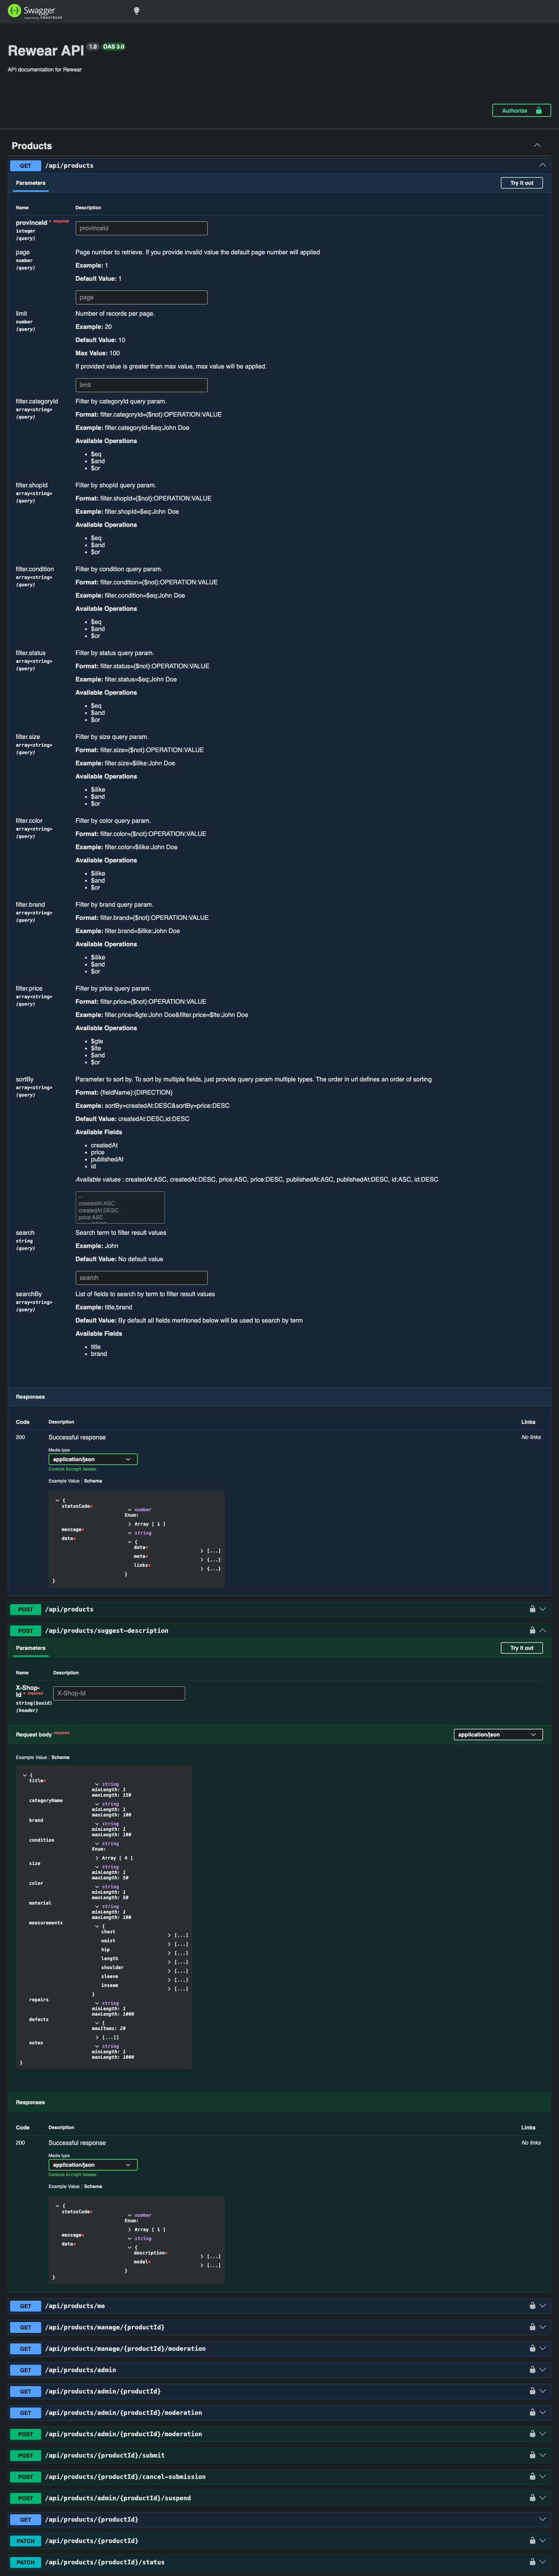 Swagger
Supported by SMARTBEAR
Rewear API 1.0 OAS 3.0
API documentation for Rewear
Authorize
Products
GET /api/products
Parameters
Try it out
Name Description
provinceId * required
integer
(query)
provinceId
page
number
(query)
Page number to retrieve. If you provide invalid value the default page number will applied
Example: 1
Default Value: 1
page
limit
number
(query)
Number of records per page.
Example: 20
Default Value: 10
Max Value: 100
If provided value is greater than max value, max value will be applied.
limit
filter.categoryId
array<string>
(query)
Filter by categoryId query param.
Format: filter.categoryId={$not}:OPERATION:VALUE
Example: filter.categoryId=$eq:John Doe
Available Operations
$eq
$and
$or
filter.shopId
array<string>
(query)
Filter by shopId query param.
Format: filter.shopId={$not}:OPERATION:VALUE
Example: filter.shopId=$eq:John Doe
Available Operations
$eq
$and
$or
filter.condition
array<string>
(query)
Filter by condition query param.
Format: filter.condition={$not}:OPERATION:VALUE
Example: filter.condition=$eq:John Doe
Available Operations
$eq
$and
$or
filter.status
array<string>
(query)
Filter by status query param.
Format: filter.status={$not}:OPERATION:VALUE
Example: filter.status=$eq:John Doe
Available Operations
$eq
$and
$or
filter.size
array<string>
(query)
Filter by size query param.
Format: filter.size={$not}:OPERATION:VALUE
Example: filter.size=$ilike:John Doe
Available Operations
$ilike
$and
$or
filter.color
array<string>
(query)
Filter by color query param.
Format: filter.color={$not}:OPERATION:VALUE
Example: filter.color=$ilike:John Doe
Available Operations
$ilike
$and
$or
filter.brand
array<string>
(query)
Filter by brand query param.
Format: filter.brand={$not}:OPERATION:VALUE
Example: filter.brand=$ilike:John Doe
Available Operations
$ilike
$and
$or
filter.price
array<string>
(query)
Filter by price query param.
Format: filter.price={$not}:OPERATION:VALUE
Example: filter.price=$gte:John Doe&filter.price=$lte:John Doe
Available Operations
$gte
$lte
$and
$or
sortBy
array<string>
(query)
Parameter to sort by. To sort by multiple fields, just provide query param multiple types. The order in url defines an order of sorting
Format: {fieldName}:{DIRECTION}
Example: sortBy=createdAt:DESC&sortBy=price:DESC
Default Value: createdAt:DESC,id:DESC
Available Fields
createdAt
price
publishedAt
id
Available values : createdAt:ASC, createdAt:DESC, price:ASC, price:DESC, publishedAt:ASC, publishedAt:DESC, id:ASC, id:DESC
--
createdAt:ASC
createdAt:DESC
price:ASC
search
string
(query)
Search term to filter result values
Example: John
Default Value: No default value
search
searchBy
array<string>
(query)
List of fields to search by term to filter result values
Example: title,brand
Default Value: By default all fields mentioned below will be used to search by term
Available Fields
title
brand
Responses
Code Description Links
200 Successful response No links
Media type
application/json
Controls Accept header.
Example Value Schema
{
statusCode*
number
Enum:
Array [ 1 ]
message* string
data* {
data* [...]
meta* {...}
links* {...}
}
}
POST /api/products
POST /api/products/suggest-description
Parameters
Try it out
Name Description
X-Shop-Id * required
string($uuid)
(header)
X-Shop-Id
Request body required
application/json
Example Value Schema
{
title* string
minLength: 1
maxLength: 150
categoryName string
minLength: 1
maxLength: 100
brand string
minLength: 1
maxLength: 100
condition string
Enum:
Array [ 4 ]
size string
minLength: 1
maxLength: 50
color string
minLength: 1
maxLength: 50
material string
minLength: 1
maxLength: 100
measurements {
chest [...]
waist [...]
hip [...]
length [...]
shoulder [...]
sleeve [...]
inseam [...]
}
repairs string
minLength: 1
maxLength: 1000
defects [
maxItems: 20
[...]]
notes string
minLength: 1
maxLength: 1000
}
Responses
Code Description Links
200 Successful response No links
Media type
application/json
Controls Accept header.
Example Value Schema
{
statusCode*
number
Enum:
Array [ 1 ]
message* string
data* {
description* [...]
model* [...]
}
}
GET /api/products/me
GET /api/products/manage/{productId}
GET /api/products/manage/{productId}/moderation
GET /api/products/admin
GET /api/products/admin/{productId}
GET /api/products/admin/{productId}/moderation
POST /api/products/admin/{productId}/moderation
POST /api/products/{productId}/submit
POST /api/products/{productId}/cancel-submission
POST /api/products/admin/{productId}/suspend
GET /api/products/{productId}
PATCH /api/products/{productId}
PATCH /api/products/{productId}/status